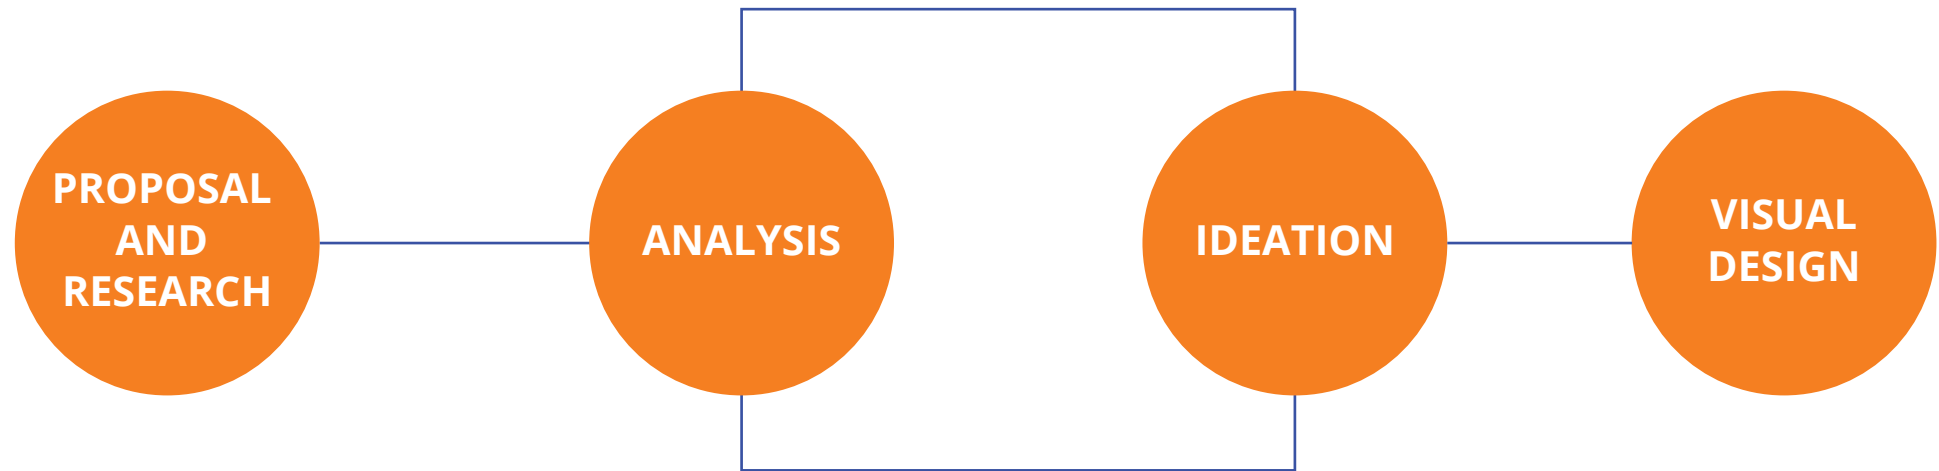 PROPOSAL
AND
RESEARCH
ANALYSIS
IDEATION
VISUAL
DESIGN